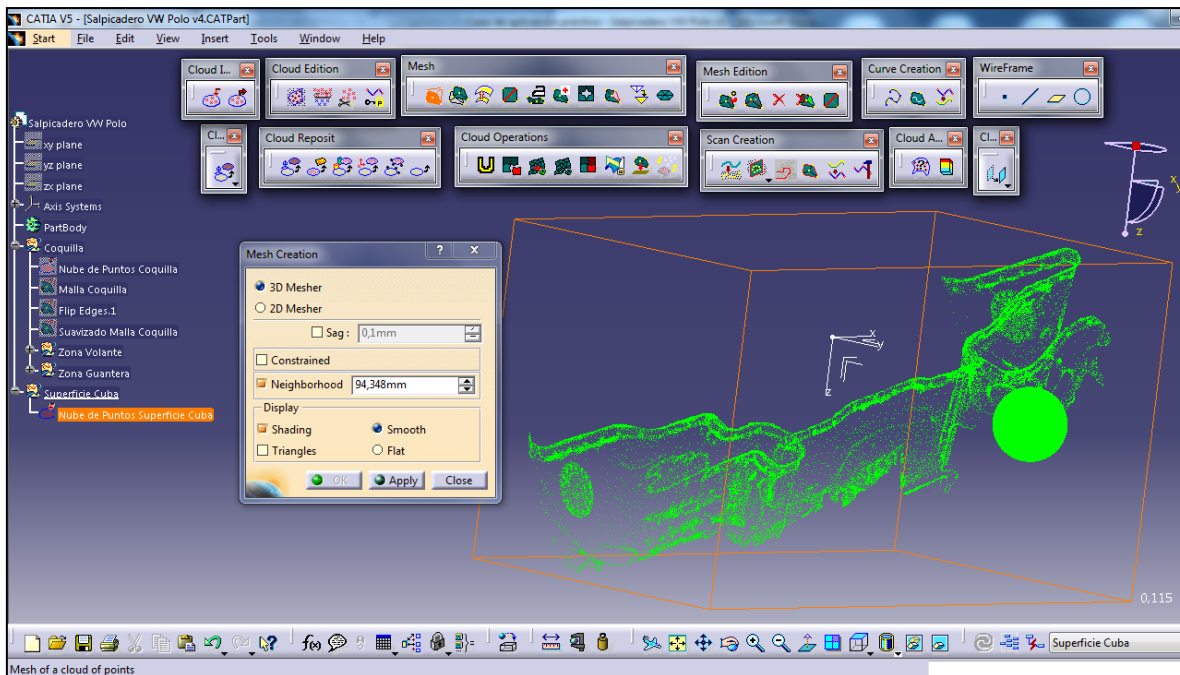 CATIA V5 - [Salpicadero VW Polo v4.CATPart]
Start File Edit View Insert Tools Window Help
Cloud I...
Cloud Edition
Mesh
Mesh Edition
Curve Creation
WireFrame
Cl...
Cloud Reposit
Cloud Operations
Scan Creation
Cloud A...
Cl...
Salpicadero VW Polo
xy plane
yz plane
zx plane
Axis Systems
PartBody
Coquilla
Nube de Puntos Coquilla
Malla Coquilla
Flip Edges.1
Suavizado Malla Coquilla
Zona Volante
Zona Guantera
Superficie Cuba
Nube de Puntos Superficie Cuba
Mesh Creation
? X
3D Mesher
2D Mesher
Sag : 0,1mm
Constrained
Neighborhood 94,348mm
Display
Shading Smooth
Triangles Flat
OK Apply Close
x
y
z
x
y
z
0,115
f(x)
Superficie Cuba
Mesh of a cloud of points